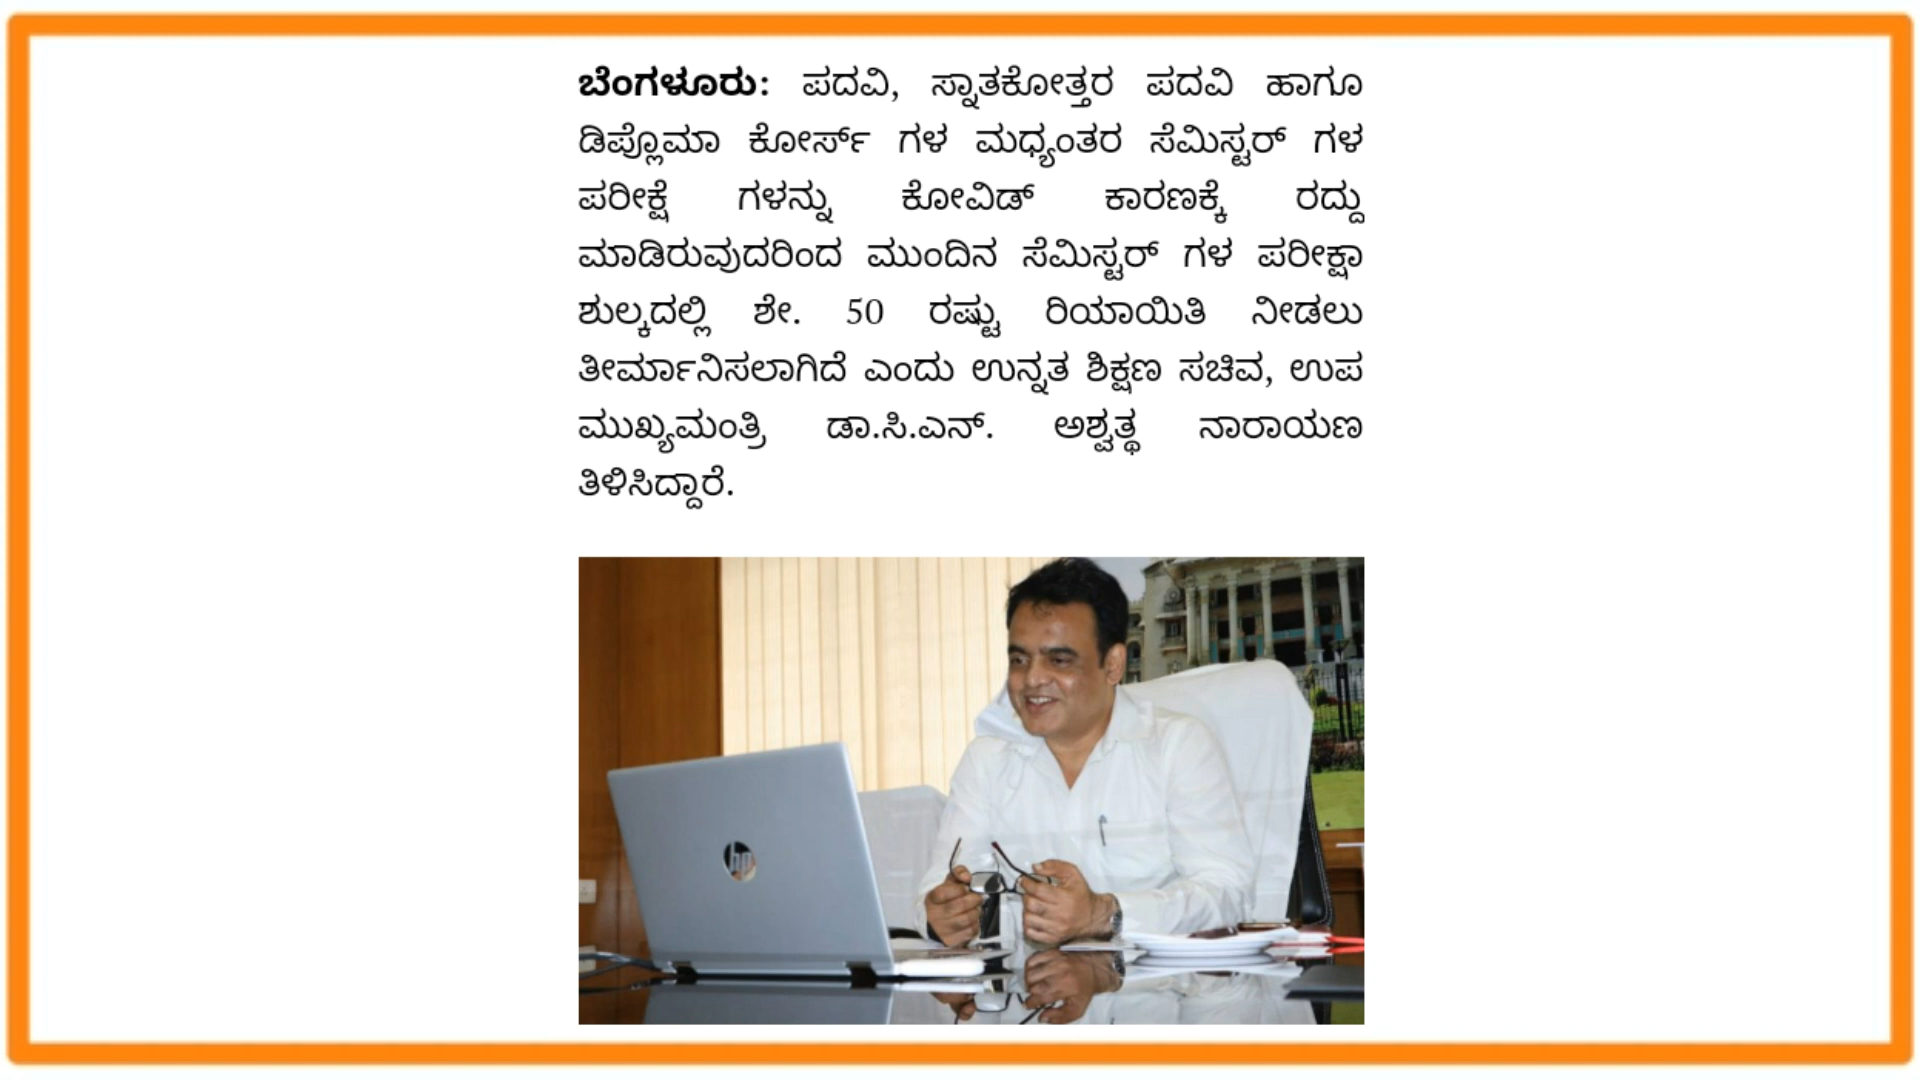 ಬೆಂಗಳೂರು: ಪದವಿ, ಸ್ನಾತಕೋತ್ತರ ಪದವಿ ಹಾಗೂ
ಡಿಪ್ಲೊಮಾ ಕೋರ್ಸ್ ಗಳ ಮಧ್ಯಂತರ ಸೆಮಿಸ್ಟರ್ ಗಳ
ಪರೀಕ್ಷೆ ಗಳನ್ನು ಕೋವಿಡ್ ಕಾರಣಕ್ಕೆ ರದ್ದು
ಮಾಡಿರುವುದರಿಂದ ಮುಂದಿನ ಸೆಮಿಸ್ಟರ್ ಗಳ ಪರೀಕ್ಷಾ
ಶುಲ್ಕದಲ್ಲಿ ಶೇ. 50 ರಷ್ಟು ರಿಯಾಯಿತಿ ನೀಡಲು
ತೀರ್ಮಾನಿಸಲಾಗಿದೆ ಎಂದು ಉನ್ನತ ಶಿಕ್ಷಣ ಸಚಿವ, ಉಪ
ಮುಖ್ಯಮಂತ್ರಿ ಡಾ.ಸಿ.ಎನ್. ಅಶ್ವತ್ಥ ನಾರಾಯಣ
ತಿಳಿಸಿದ್ದಾರೆ.
hp